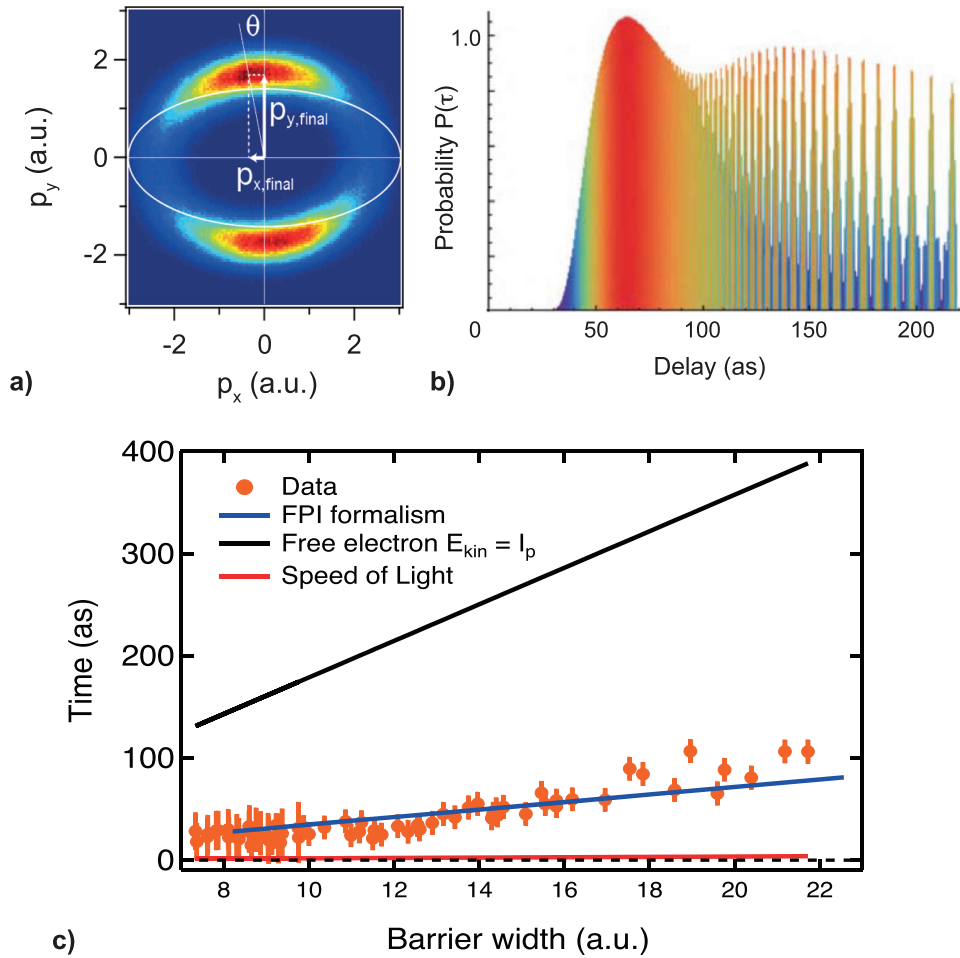 2
0
-2
p_y (a.u.)
θ
p_y,final
p_x,final
-2
0
2
p_x (a.u.)
a)
1.0
Probability P(τ)
0
50
100
150
200
Delay (as)
b)
400
300
200
100
0
Time (as)
Data
FPI formalism
Free electron E_kin = I_p
Speed of Light
8
10
12
14
16
18
20
22
Barrier width (a.u.)
c)